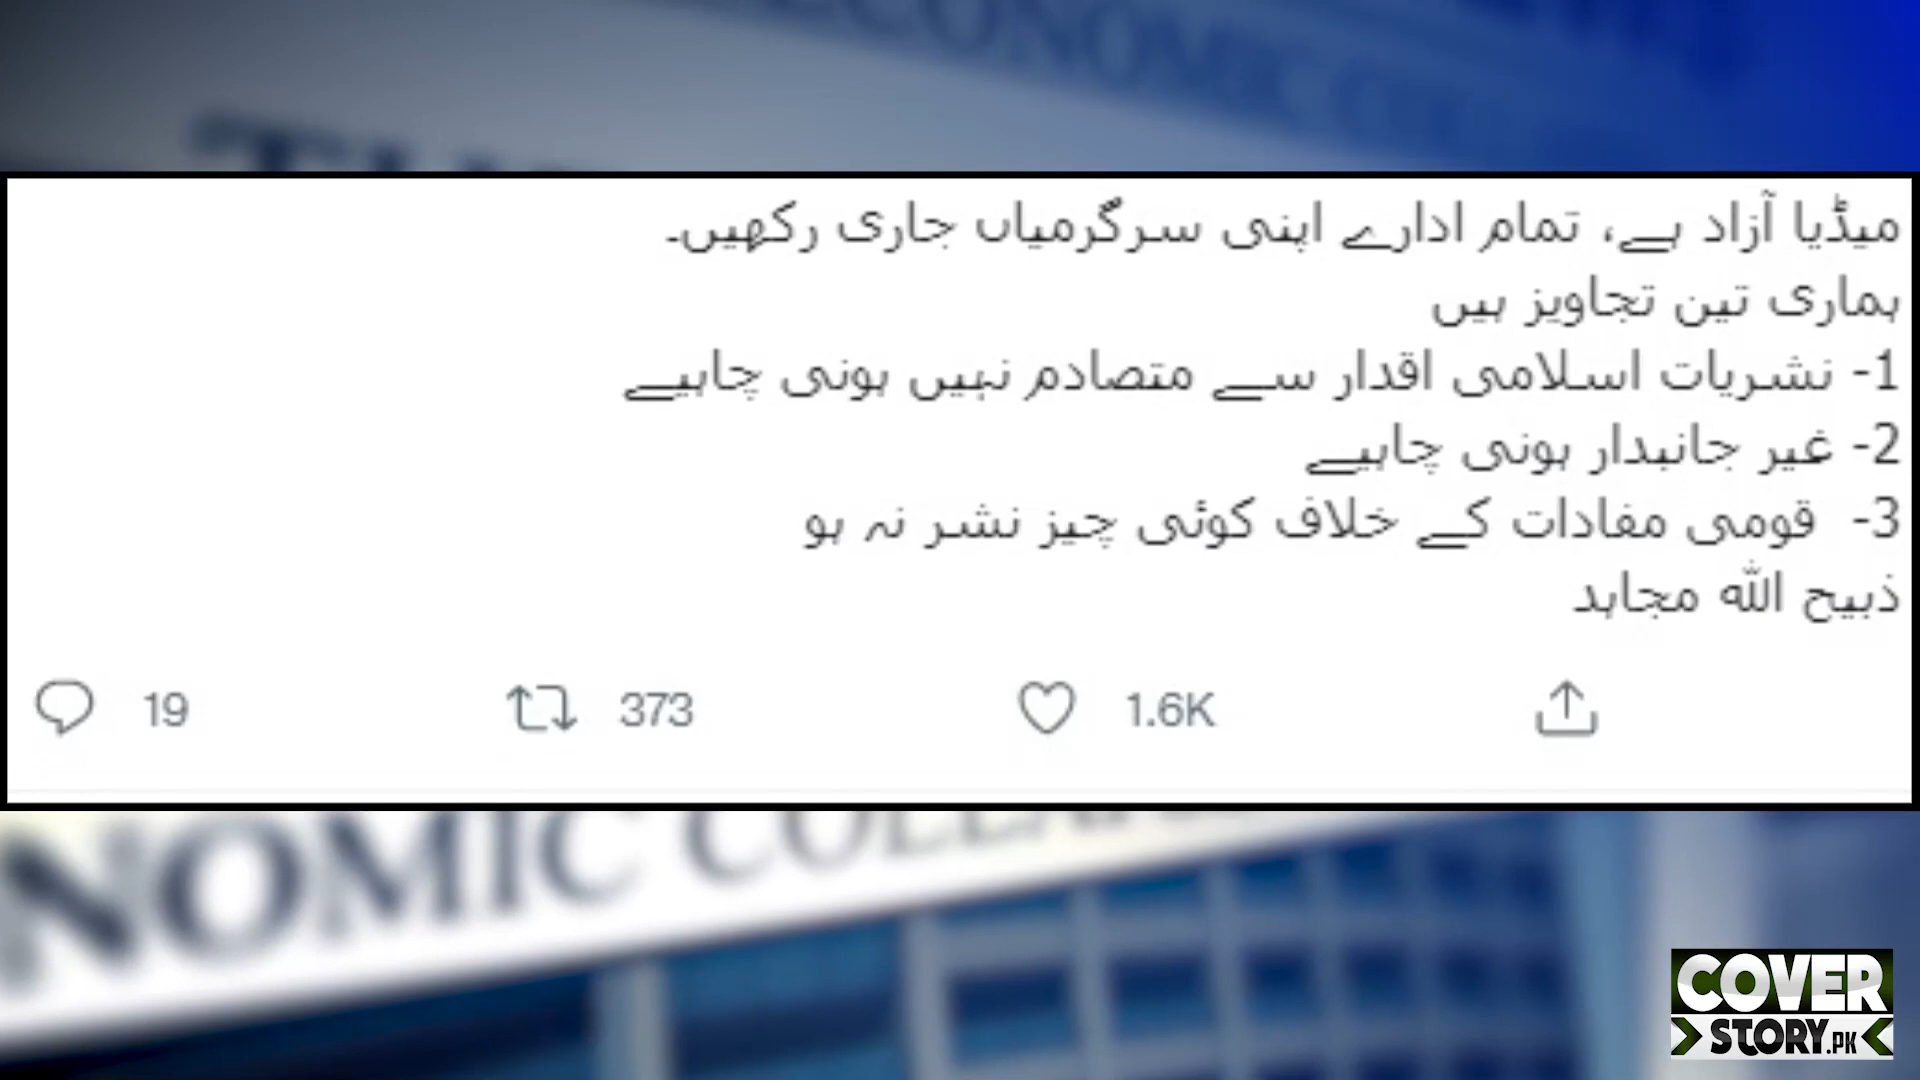 ECONOMIC
میڈیا آزاد ہے، تمام ادارے اپنی سرگرمیاں جاری رکھیں۔
ہماری تین تجاویز ہیں
1- نشریات اسلامی اقدار سے متصادم نہیں ہونی چاہیے
2- غیر جانبدار ہونی چاہیے
3- قومی مفادات کے خلاف کوئی چیز نشر نہ ہو
ذبیح اللہ مجاہد
19 373 1.6K
NOMIC
COVER
STORY.PK